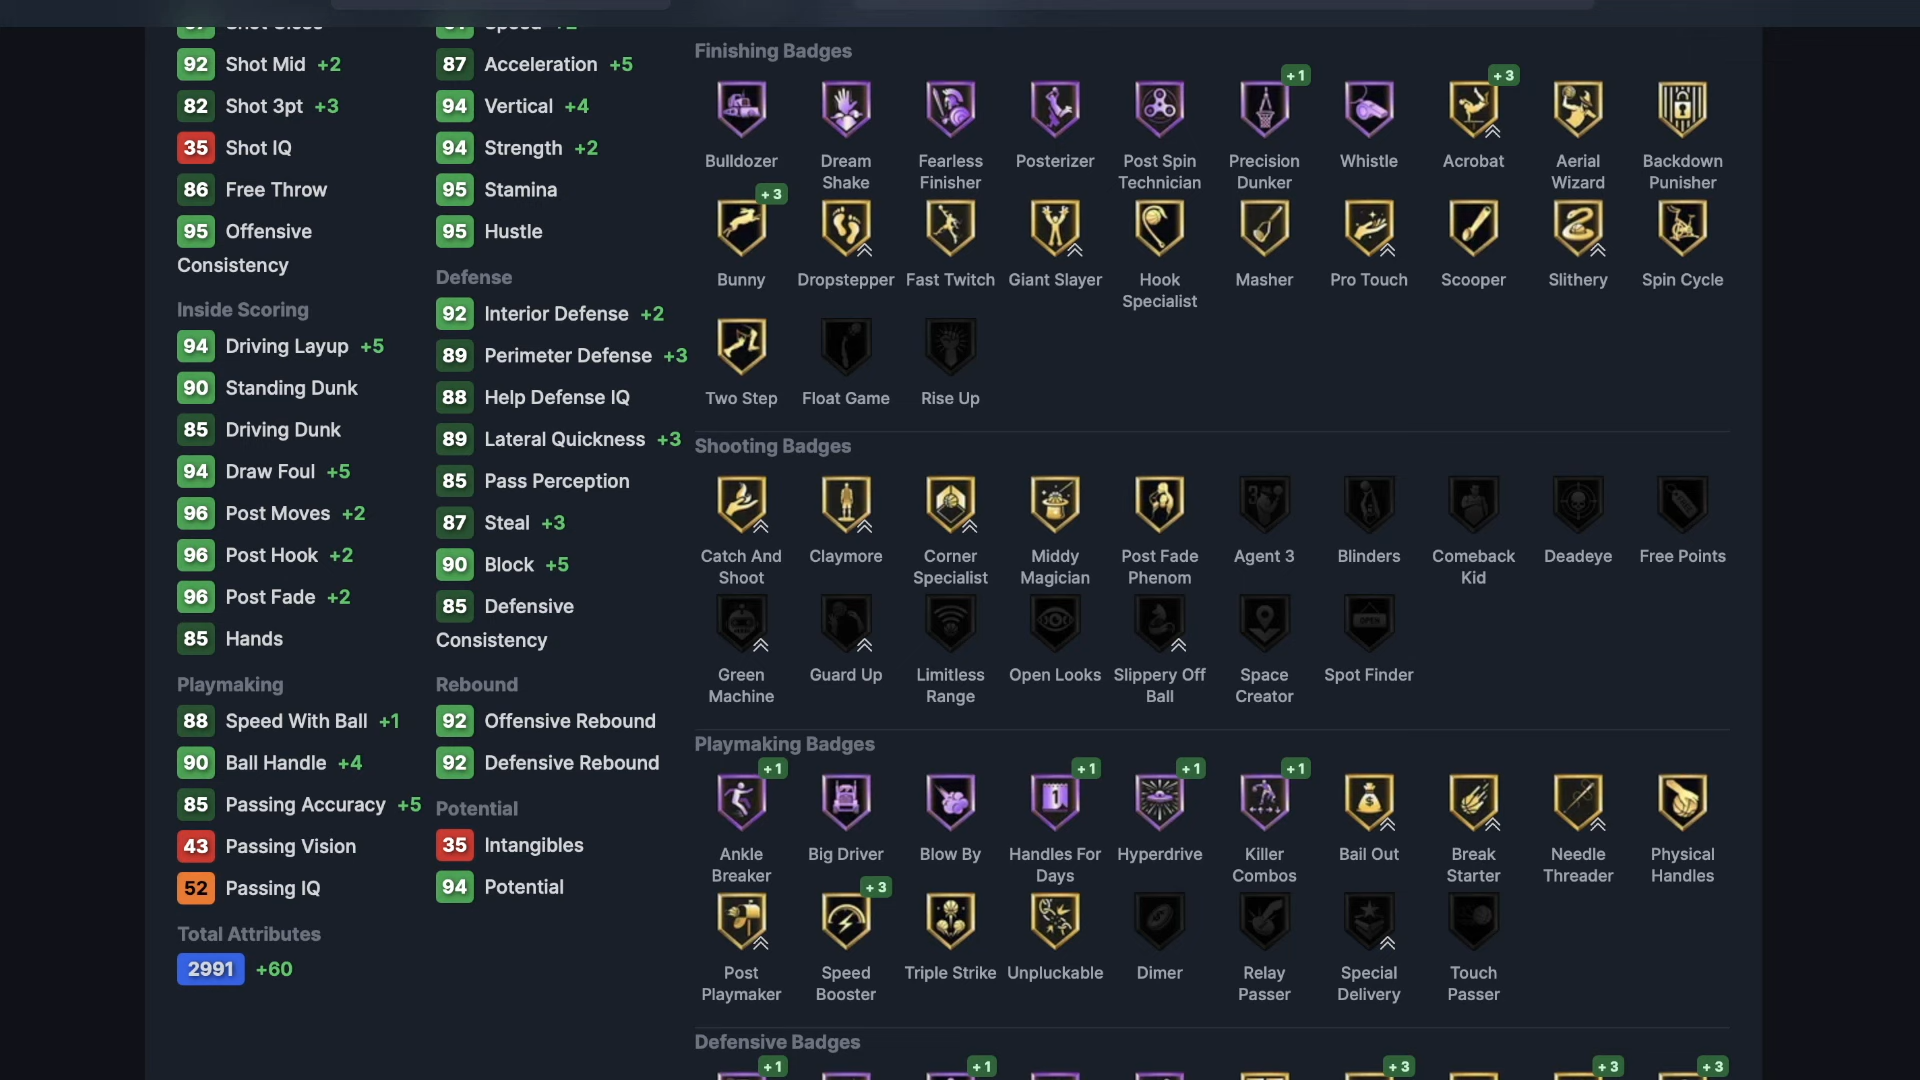 92 Shot Mid +2
82 Shot 3pt +3
35 Shot IQ
86 Free Throw
95 Offensive
Consistency
Inside Scoring
94 Driving Layup +5
90 Standing Dunk
85 Driving Dunk
94 Draw Foul +5
96 Post Moves +2
96 Post Hook +2
96 Post Fade +2
85 Hands
Playmaking
88 Speed With Ball +1
90 Ball Handle +4
85 Passing Accuracy +5
43 Passing Vision
52 Passing IQ
Total Attributes
2991 +60
87 Acceleration +5
94 Vertical +4
94 Strength +2
95 Stamina
95 Hustle
Defense
92 Interior Defense +2
89 Perimeter Defense +3
88 Help Defense IQ
89 Lateral Quickness +3
85 Pass Perception
87 Steal +3
90 Block +5
85 Defensive
Consistency
Rebound
92 Offensive Rebound
92 Defensive Rebound
Potential
35 Intangibles
94 Potential
Finishing Badges
+1 +3
Bulldozer Dream Fearless Posterizer Post Spin Precision Whistle Acrobat Aerial Backdown
Shake Finisher Technician Dunker Wizard Punisher
+3
Bunny Dropstepper Fast Twitch Giant Slayer Hook Masher Pro Touch Scooper Slithery Spin Cycle
Specialist
Two Step Float Game Rise Up
Shooting Badges
Catch And Claymore Corner Middy Post Fade Agent 3 Blinders Comeback Deadeye Free Points
Shoot Specialist Magician Phenom Kid
Green Guard Up Limitless Open Looks Slippery Off Space Spot Finder
Machine Range Ball Creator
Playmaking Badges
+1 +1 +1 +1
Ankle Big Driver Blow By Handles For Hyperdrive Killer Bail Out Break Needle Physical
Breaker Days Combos Starter Threader Handles
+3
Post Speed Triple Strike Unpluckable Dimer Relay Special Touch
Playmaker Booster Passer Delivery Passer
Defensive Badges
+1 +1 +3 +3 +3